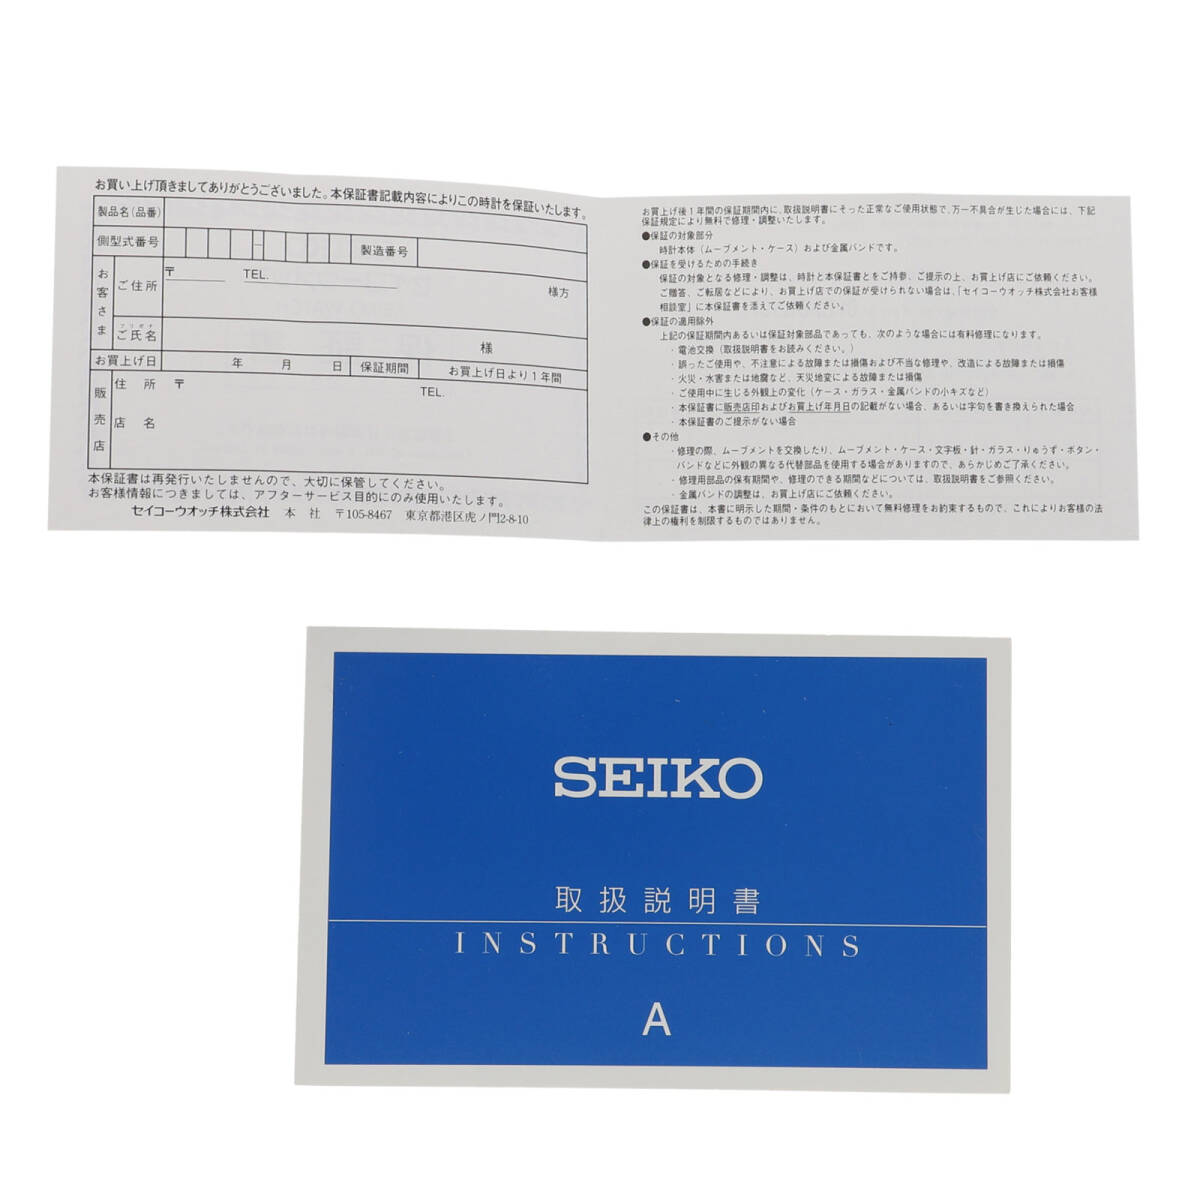 お買い上げ頂きましてありがとうございました。本保証書記載内容によりこの時計を保証いたします。
製品名(品番)
側型式番号 － 製造番号
お客さま
ご住所 〒 TEL. 様方
フリガナ
ご氏名 様
お買上げ日 年 月 日 保証期間 お買上げ日より1年間
販売店
住所 〒 TEL.
店名
本保証書は再発行いたしませんので、大切に保管してください。
お客様情報につきましては、アフターサービス目的にのみ使用いたします。
セイコーウオッチ株式会社 本 社 〒105-8467 東京都港区虎ノ門2-8-10
お買上げ後1年間の保証期間内に、取扱説明書にそった正常なご使用状態で、万一不具合が生じた場合には、下記
保証規定により無料で修理・調整いたします。
●保証の対象部分
時計本体（ムーブメント・ケース）および金属バンドです。
●保証を受けるための手続き
保証の対象となる修理・調整は、時計と本保証書とをご持参、ご提示の上、お買上げ店にご依頼ください。
ご贈答、ご転居などにより、お買上げ店での保証が受けられない場合は、「セイコーウオッチ株式会社お客様
相談室」に本保証書を添えてご依頼ください。
●保証の適用除外
上記の保証期間内あるいは保証対象部品であっても、次のような場合には有料修理になります。
・電池交換（取扱説明書をお読みください。）
・誤ったご使用や、不注意による故障または損傷および不当な修理や、改造による故障または損傷
・火災・水害または地震など、天災地変による故障または損傷
・ご使用中に生じる外観上の変化（ケース・ガラス・金属バンドの小キズなど）
・本保証書に販売店印およびお買上げ年月日の記載がない場合、あるいは字句を書き換えられた場合
・本保証書のご提示がない場合
●その他
・修理の際、ムーブメントを交換したり、ムーブメント・ケース・文字板・針・ガラス・りゅうず・ボタン・
バンドなどに外観の異なる代替部品を使用する場合がありますので、あらかじめご了承ください。
・修理用部品の保有期間や、修理のできる期間などについては、取扱説明書をご参照ください。
・金属バンドの調整は、お買上げ店にご依頼ください。
この保証書は、本書に明示した期間・条件のもとにおいて無料修理をお約束するもので、これによりお客様の法
律上の権利を制限するものではありません。
SEIKO
取扱説明書
INSTRUCTIONS
A